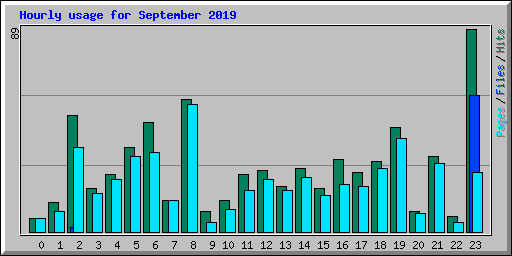 Hourly usage for September 2019
89
Pages / Files / Hits
0 1 2 3 4 5 6 7 8 9 10 11 12 13 14 15 16 17 18 19 20 21 22 23